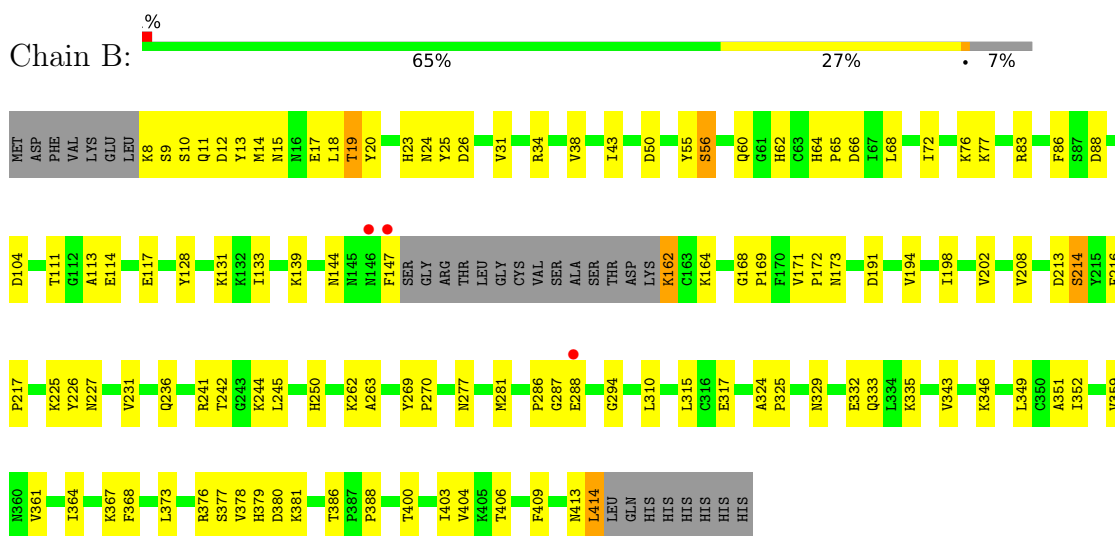 %
Chain B:
65% 27% • 7%
MET ASP PHE VAL LYS GLU LEU K8 S9 S10 Q11 D12 Y13 M14 N15 N16 E17 L18 T19 Y20 H23 N24 Y25 D26 V31 R34 V38 I43 D50 Y55 S56 Q60 G61 H62 C63 H64 P65 D66 I67 L68 I72 K76 K77 R83 F86 S87 D88
D104 T111 G112 A113 E114 E117 Y128 K131 K132 I133 K139 N144 N145 N146 F147 SER GLY ARG THR LEU GLY CYS VAL SER ALA SER THR ASP LYS K162 C163 K164 G168 P169 F170 V171 P172 N173 D191 V194 I198 V202 V208 D213 S214 Y215
P217 K225 Y226 N227 V231 Q236 R241 T242 G243 K244 L245 H250 K262 A263 Y269 P270 N277 M281 P286 G287 E288 G294 L310 L315 C316 E317 A324 P325 N329 E332 Q333 L334 K335 V343 K346 L349 C350 A351 I352
N360 V361 I364 K367 F368 L373 R376 S377 V378 H379 D380 K381 T386 P387 P388 T400 I403 V404 K405 T406 F409 N413 L414 LEU GLN HIS HIS HIS HIS HIS HIS